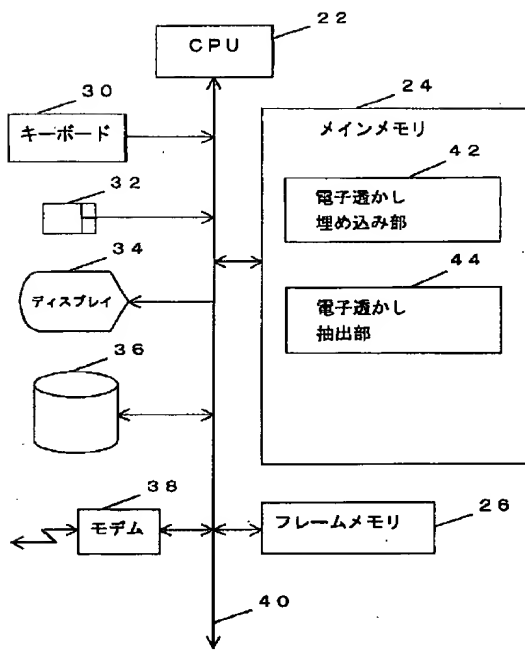 22
CPU
30
キーボード
24
メインメモリ
32
42
電子透かし
埋め込み部
34
ディスプレイ
44
電子透かし
抽出部
36
38
モデム
フレームメモリ
26
40